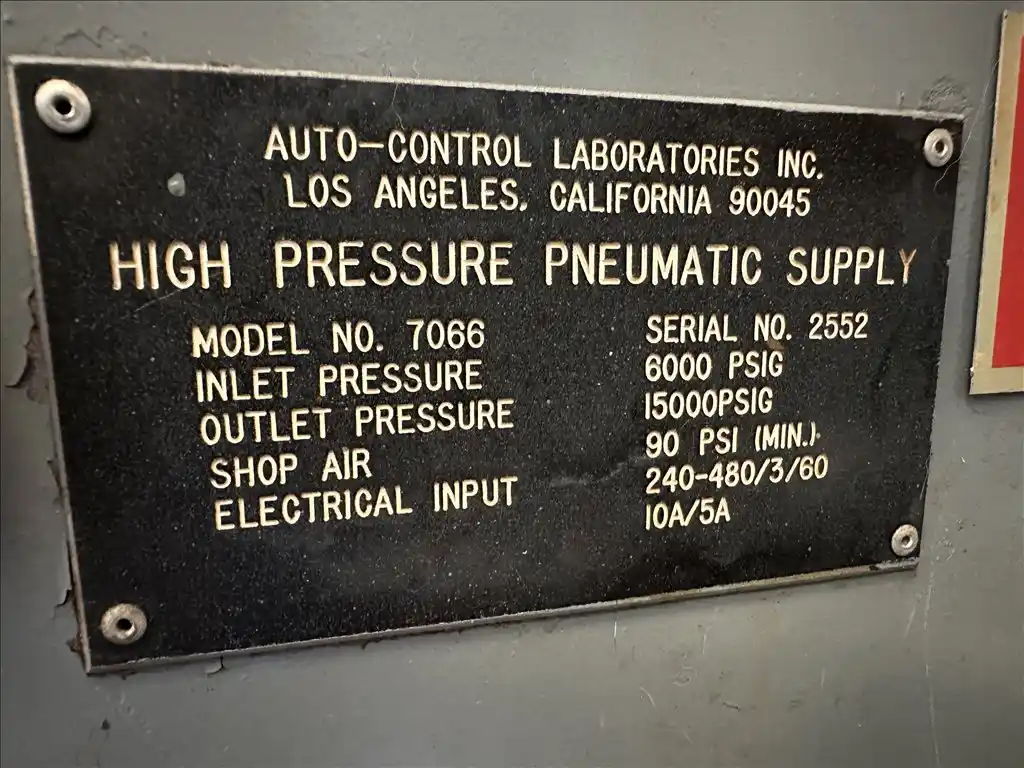 AUTO-CONTROL LABORATORIES INC.
LOS ANGELES, CALIFORNIA 90045
HIGH PRESSURE PNEUMATIC SUPPLY
MODEL NO. 7066 SERIAL NO. 2552
INLET PRESSURE 6000 PSIG
OUTLET PRESSURE 15000PSIG
SHOP AIR 90 PSI (MIN.)
ELECTRICAL INPUT 240-480/3/60
10A/5A